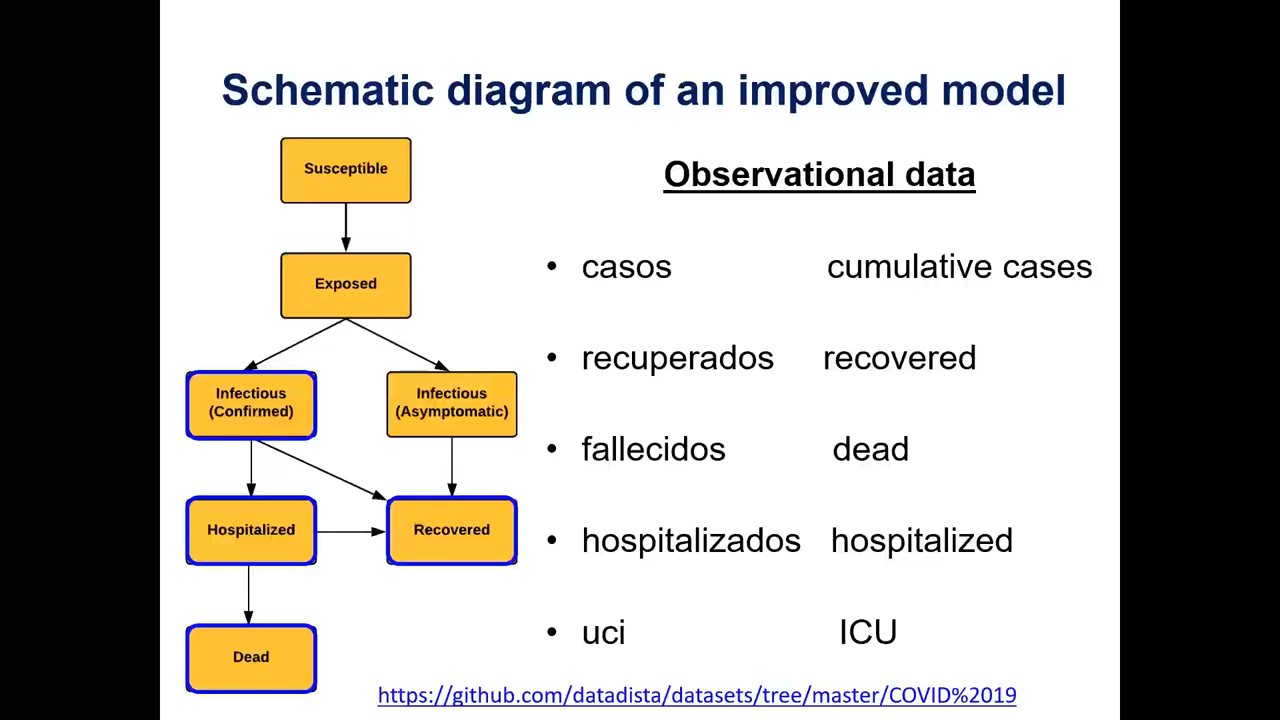 Schematic diagram of an improved model
Susceptible
Exposed
Infectious
(Confirmed)
Infectious
(Asymptomatic)
Hospitalized
Recovered
Dead
Observational data
• casos cumulative cases
• recuperados recovered
• fallecidos dead
• hospitalizados hospitalized
• uci ICU
https://github.com/datadista/datasets/tree/master/COVID%2019